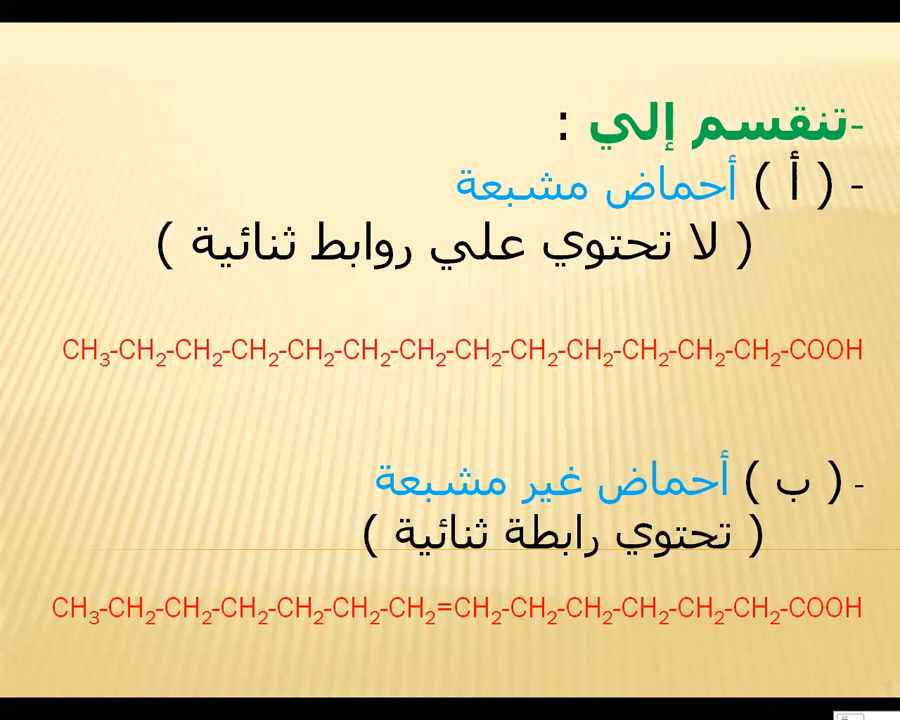 -تنقسم إلي :
- ( أ ) أحماض مشبعة
( لا تحتوي علي روابط ثنائية )
CH₃-CH₂-CH₂-CH₂-CH₂-CH₂-CH₂-CH₂-CH₂-CH₂-CH₂-CH₂-CH₂-COOH
- ( ب ) أحماض غير مشبعة
( تحتوي رابطة ثنائية )
CH₃-CH₂-CH₂-CH₂-CH₂-CH₂-CH₂=CH₂-CH₂-CH₂-CH₂-CH₂-CH₂-COOH